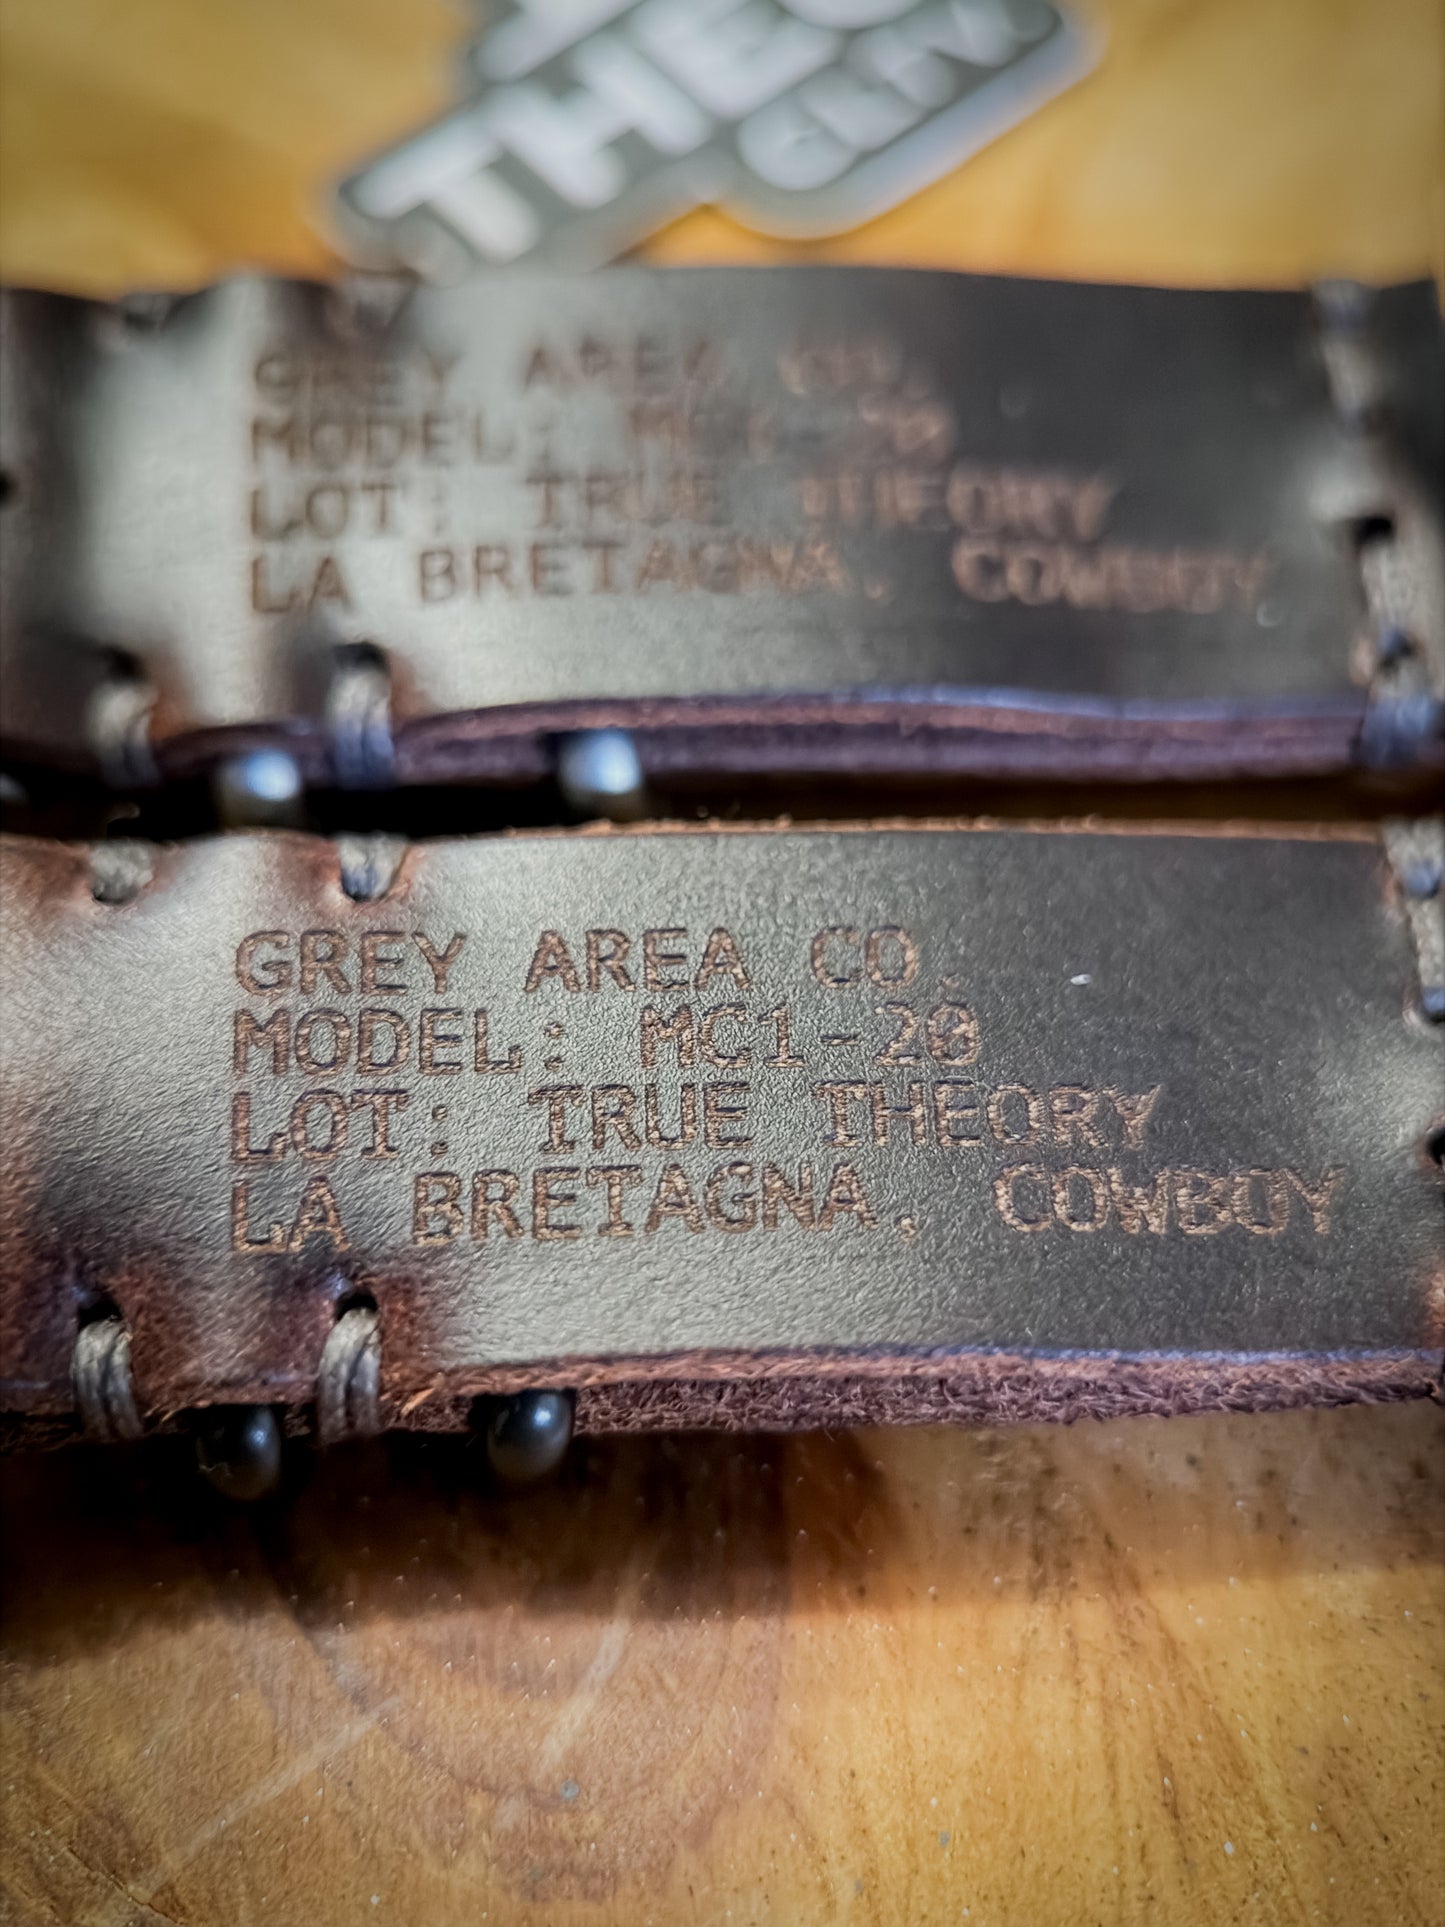 THE
GREY AREA CO.
MODEL: MC1-20
LOT: TRUE THEORY
LA BRETAGNA, COWBOY
GREY AREA CO.
MODEL: MC1-20
LOT: TRUE THEORY
LA BRETAGNA, COWBOY